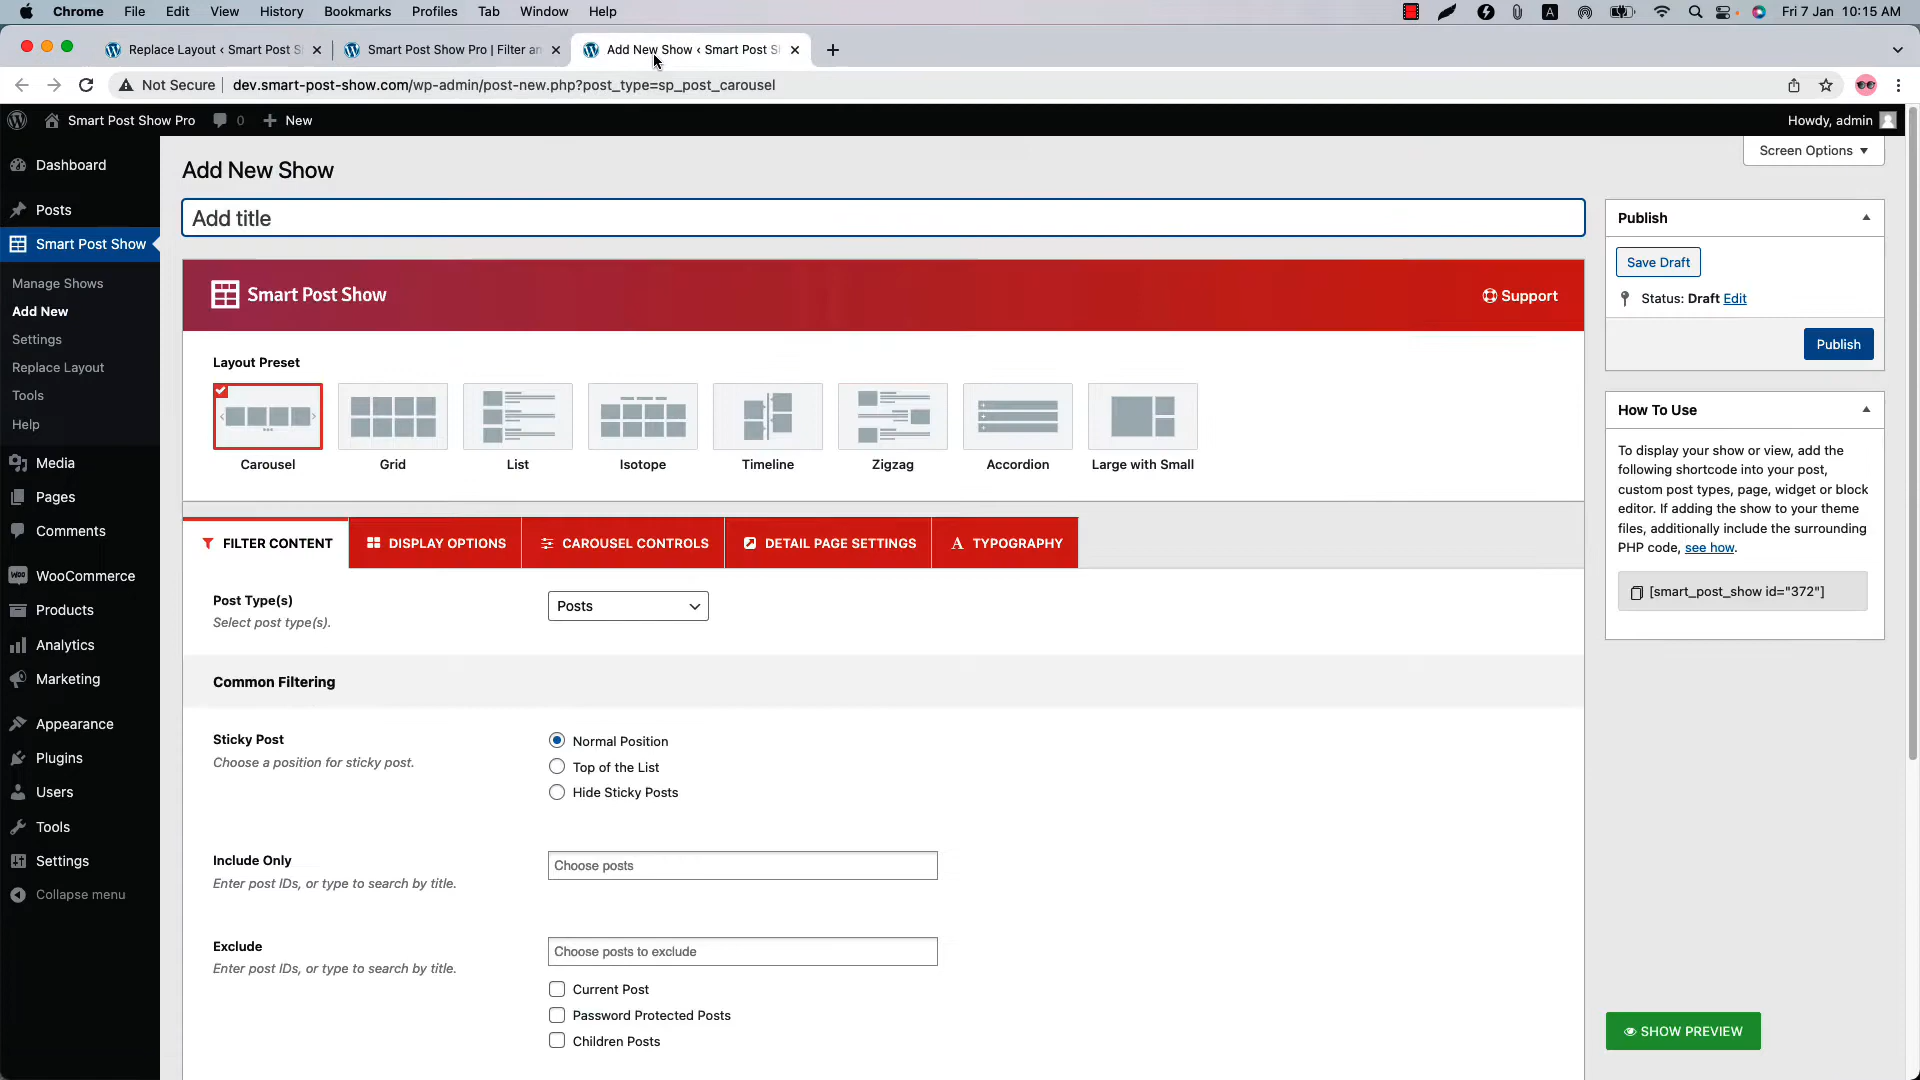 Chrome File Edit View History Bookmarks Profiles Tab Window Help A Fri 7 Jan 10:15 AM
Replace Layout ‹ Smart Post S
Smart Post Show Pro | Filter an
Add New Show ‹ Smart Post S
Not Secure dev.smart-post-show.com/wp-admin/post-new.php?post_type=sp_post_carousel
Smart Post Show Pro 0 New Howdy, admin
Screen Options
Dashboard
Posts
Smart Post Show
Manage Shows
Add New
Settings
Replace Layout
Tools
Help
Media
Pages
Comments
WooCommerce
Products
Analytics
Marketing
Appearance
Plugins
Users
Tools
Settings
Collapse menu
Add New Show
Add title
Smart Post Show Support
Layout Preset
Carousel Grid List Isotope Timeline Zigzag Accordion Large with Small
FILTER CONTENT DISPLAY OPTIONS CAROUSEL CONTROLS DETAIL PAGE SETTINGS A TYPOGRAPHY
Post Type(s) Posts
Select post type(s).
Common Filtering
Sticky Post
Choose a position for sticky post.
Normal Position
Top of the List
Hide Sticky Posts
Include Only
Enter post IDs, or type to search by title.
Choose posts
Exclude
Enter post IDs, or type to search by title.
Choose posts to exclude
Current Post
Password Protected Posts
Children Posts
Publish
Save Draft
Status: Draft Edit
Publish
How To Use
To display your show or view, add the
following shortcode into your post,
custom post types, page, widget or block
editor. If adding the show to your theme
files, additionally include the surrounding
PHP code, see how.
[smart_post_show id="372"]
SHOW PREVIEW